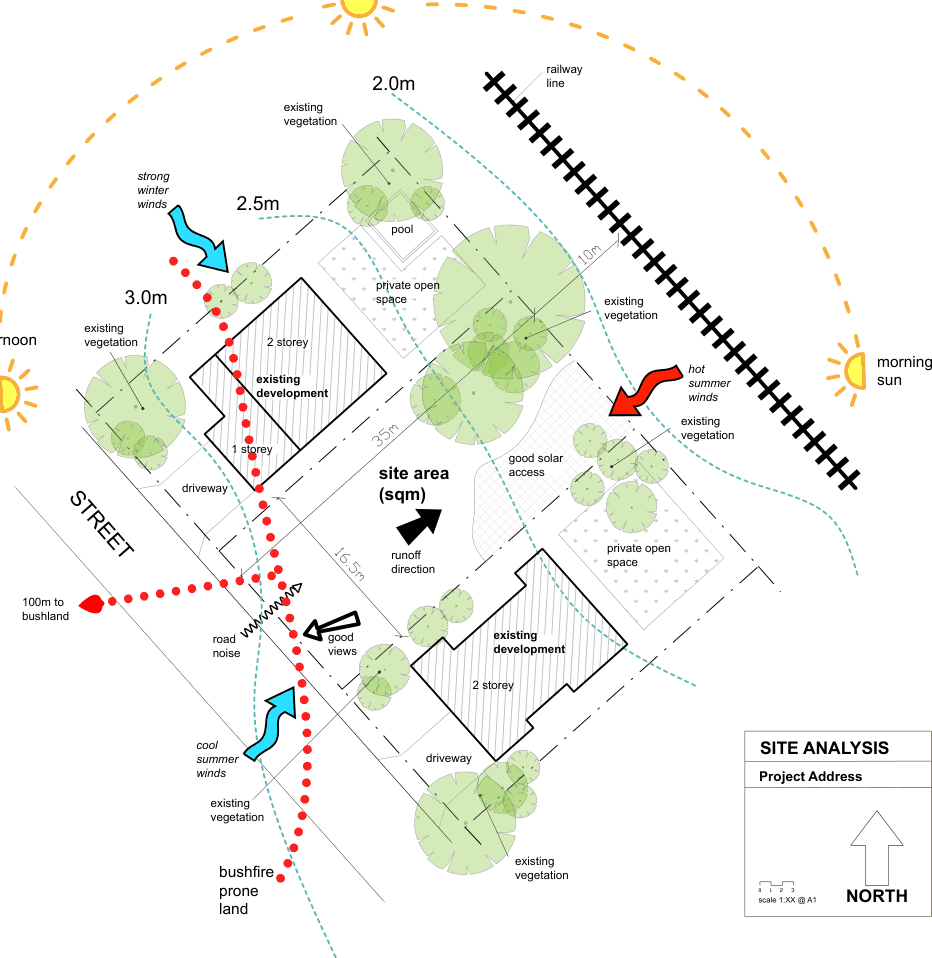 railway
line
2.0m
existing
vegetation
strong
winter
winds
2.5m
pool
10m
private open
space
3.0m
existing
vegetation
existing
vegetation
2 storey
rnoon
morning
sun
existing
development
hot
summer
winds
35m
existing
vegetation
1 storey
good solar
access
site area
(sqm)
driveway
STREET
runoff
direction
private open
space
16.5m
100m to
bushland
road
noise
good
views
existing
development
2 storey
cool
summer
winds
driveway
existing
vegetation
existing
vegetation
bushfire
prone
land
SITE ANALYSIS
Project Address
0 1 2 3
scale 1:XX @ A1
NORTH